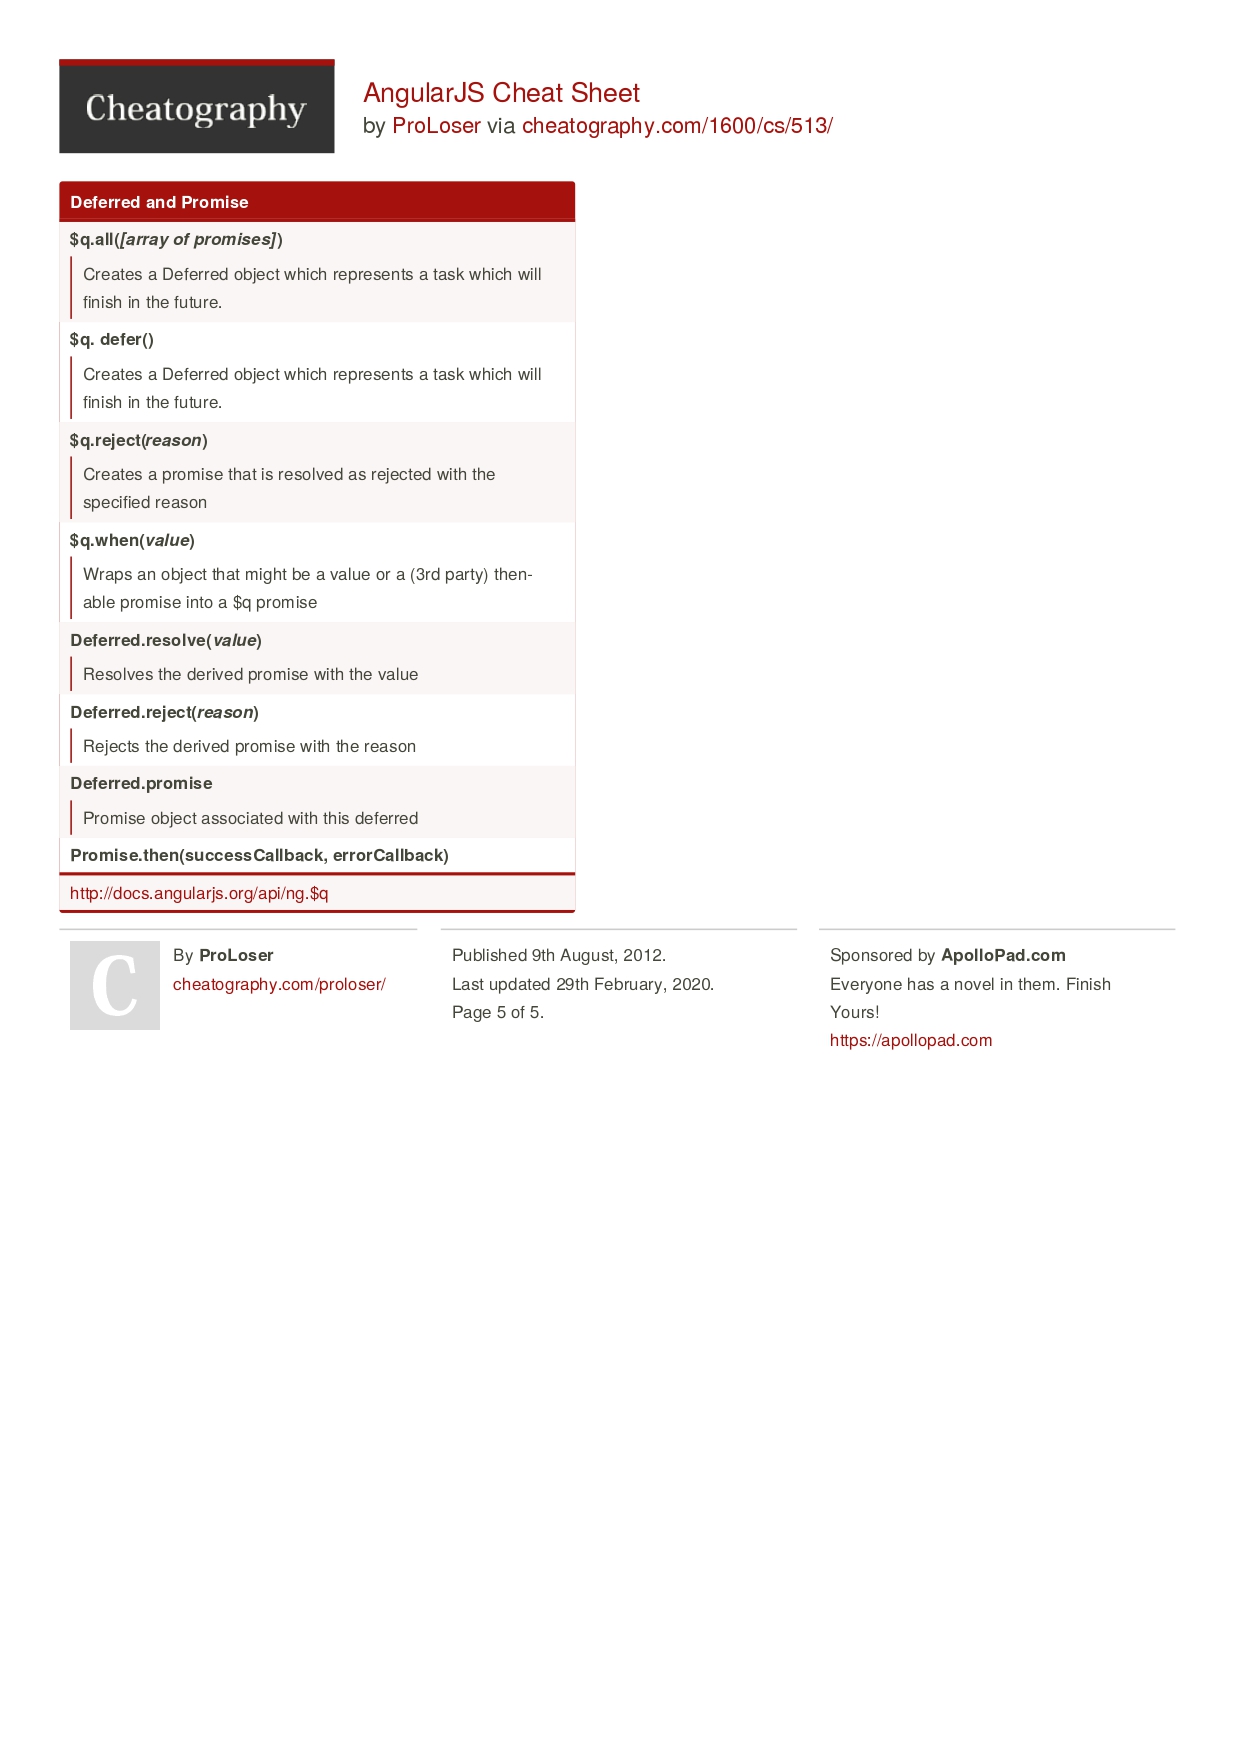 Cheatography
AngularJS Cheat Sheet
by ProLoser via cheatography.com/1600/cs/513/
Deferred and Promise
$q.all([array of promises])
Creates a Deferred object which represents a task which will
finish in the future.
$q. defer()
Creates a Deferred object which represents a task which will
finish in the future.
$q.reject(reason)
Creates a promise that is resolved as rejected with the
specified reason
$q.when(value)
Wraps an object that might be a value or a (3rd party) then-
able promise into a $q promise
Deferred.resolve(value)
Resolves the derived promise with the value
Deferred.reject(reason)
Rejects the derived promise with the reason
Deferred.promise
Promise object associated with this deferred
Promise.then(successCallback, errorCallback)
http://docs.angularjs.org/api/ng.$q
C
By ProLoser
cheatography.com/proloser/
Published 9th August, 2012.
Last updated 29th February, 2020.
Page 5 of 5.
Sponsored by ApolloPad.com
Everyone has a novel in them. Finish
Yours!
https://apollopad.com